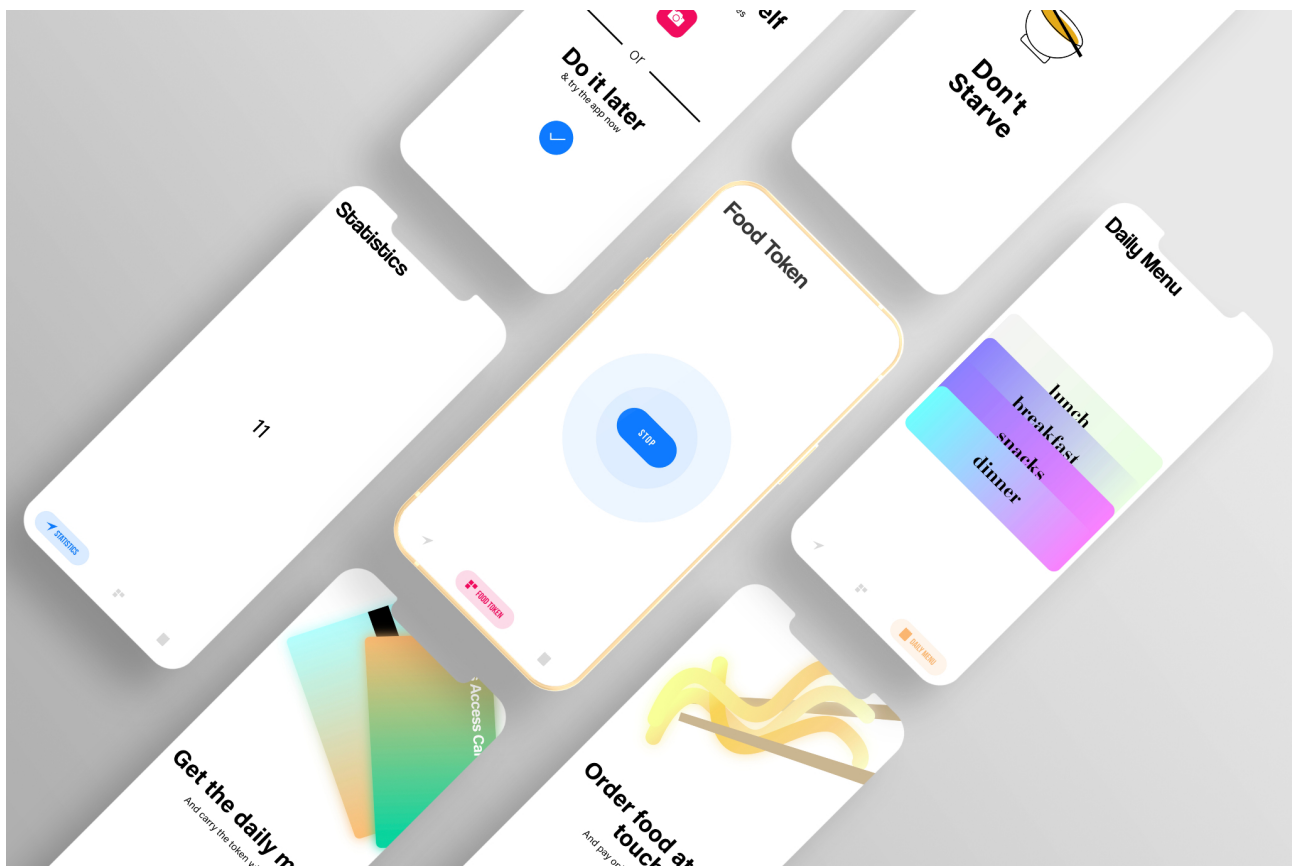 elf
or
Do it later
& try the app now
Don't
Starve
Statistics
11
STATISTICS
Food Token
STOP
FOOD TOKEN
Daily Menu
lunch
breakfast
snacks
dinner
DAILY MENU
Access Ca
Get the daily m
And carry the token w
Order food at
touc
And pay on